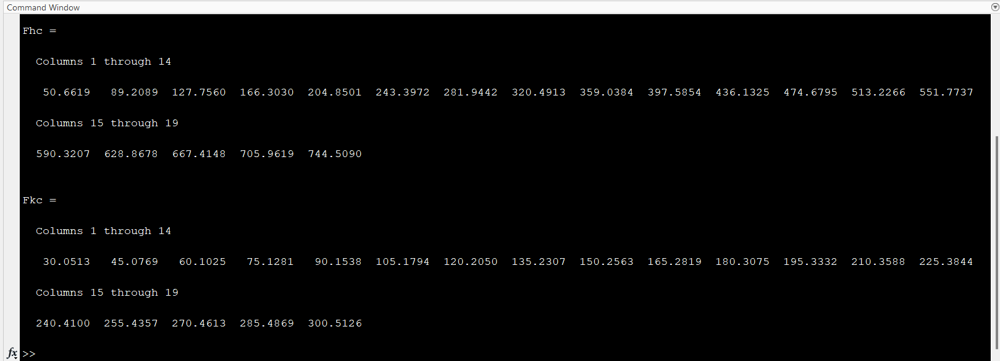 Command Window
Fhc =
Columns 1 through 14
50.6619 89.2089 127.7560 166.3030 204.8501 243.3972 281.9442 320.4913 359.0384 397.5854 436.1325 474.6795 513.2266 551.7737
Columns 15 through 19
590.3207 628.8678 667.4148 705.9619 744.5090
Fkc =
Columns 1 through 14
30.0513 45.0769 60.1025 75.1281 90.1538 105.1794 120.2050 135.2307 150.2563 165.2819 180.3075 195.3332 210.3588 225.3844
Columns 15 through 19
240.4100 255.4357 270.4613 285.4869 300.5126
fx >>